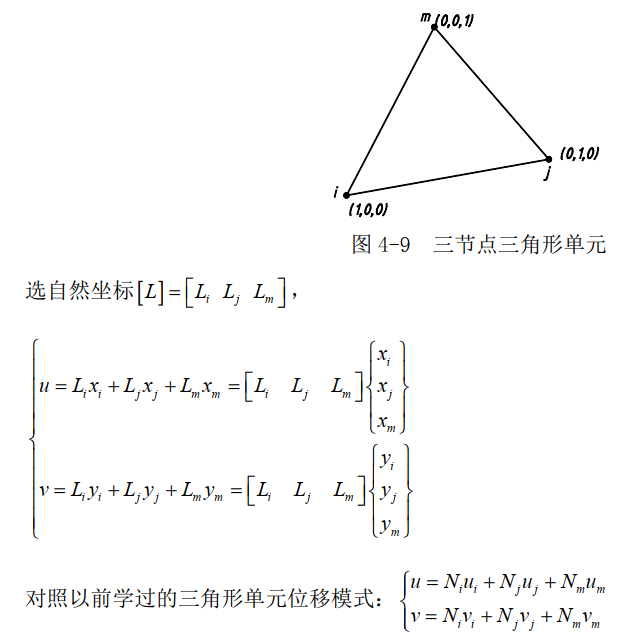 m(0,0,1)
(0,1,0)
j
i
(1,0,0)
图 4-9 三节点三角形单元
选自然坐标[L]=[L_i L_j L_m]，
{u = L_i x_i + L_j x_j + L_m x_m = [L_i L_j L_m]{x_i x_j x_m}
v = L_i y_i + L_j y_j + L_m y_m = [L_i L_j L_m]{y_i y_j y_m}
对照以前学过的三角形单元位移模式：{u = N_i u_i + N_j u_j + N_m u_m
v = N_i v_i + N_j v_j + N_m v_m